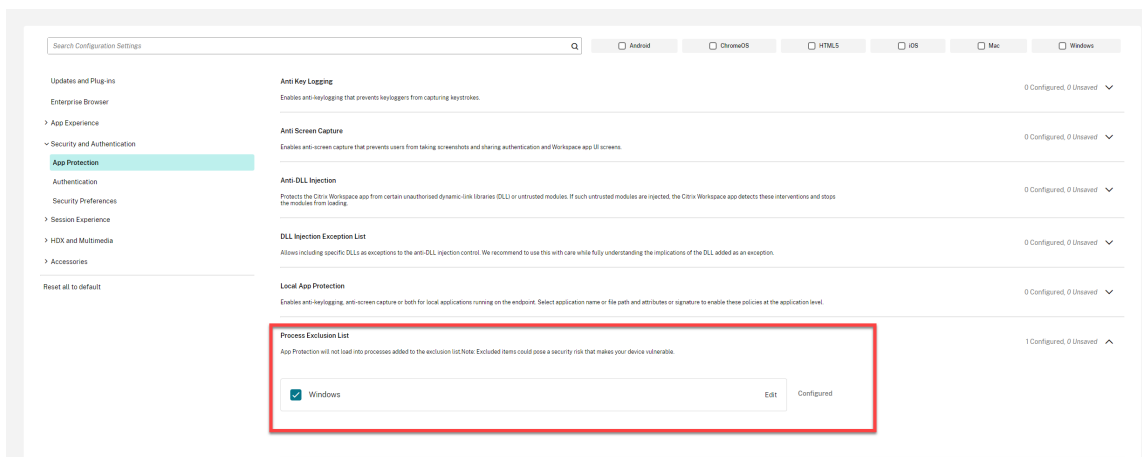 Search Configuration Settings
Android
ChromeOS
HTML5
iOS
Mac
Windows
Updates and Plug-ins
Enterprise Browser
App Experience
Security and Authentication
App Protection
Authentication
Security Preferences
Session Experience
HDX and Multimedia
Accessories
Reset all to default
Anti Key Logging
0 Configured, 0 Unsaved
Enables anti-keylogging that prevents keyloggers from capturing keystrokes.
Anti Screen Capture
0 Configured, 0 Unsaved
Enables anti-screen capture that prevents users from taking screenshots and sharing authentication and Workspace app UI screens.
Anti-DLL Injection
0 Configured, 0 Unsaved
Protects the Citrix Workspace app from certain unauthorised dynamic-link libraries (DLL) or untrusted modules. If such untrusted modules are injected, the Citrix Workspace app detects these interventions and stops
the modules from loading.
DLL Injection Exception List
0 Configured, 0 Unsaved
Allows including specific DLLs as exceptions to the anti-DLL injection control. We recommend to use this with care while fully understanding the implications of the DLL added as an exception.
Local App Protection
0 Configured, 0 Unsaved
Enables anti-keylogging, anti-screen capture or both for local applications running on the endpoint. Select application name or file path and attributes or signature to enable these policies at the application level.
Process Exclusion List
1 Configured, 0 Unsaved
App Protection will not load into processes added to the exclusion list.Note: Excluded items could pose a security risk that makes your device vulnerable.
Windows
Edit
Configured